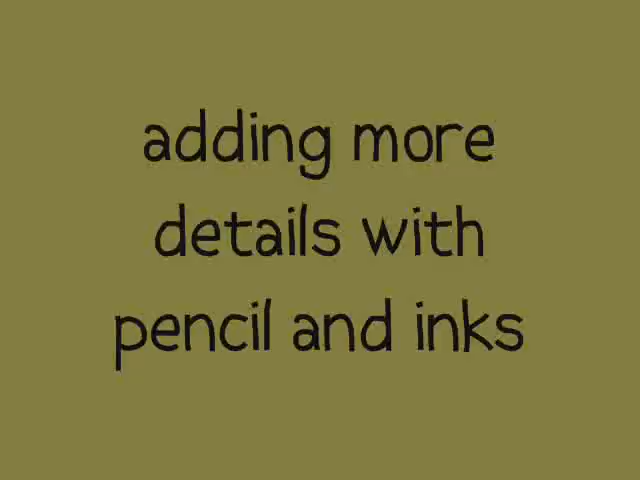 adding more
details with
pencil and inks